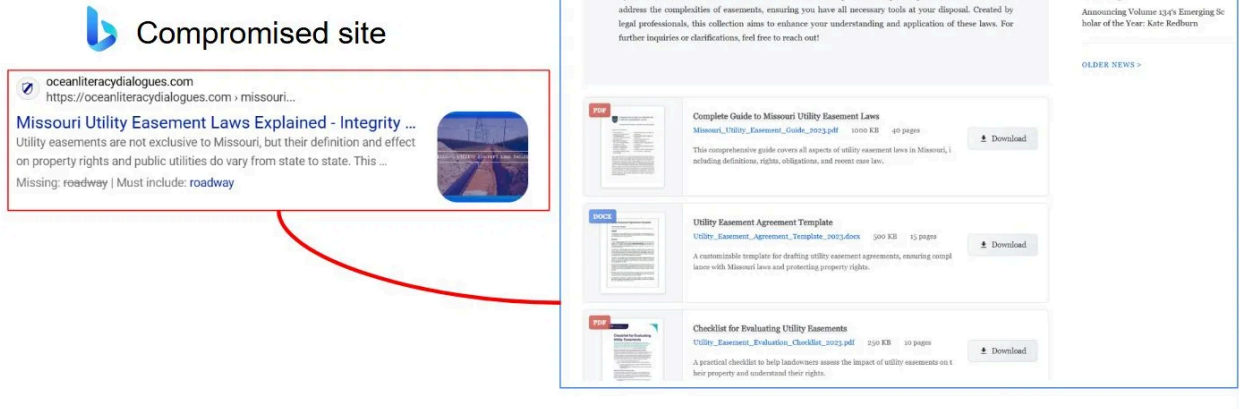 Compromised site
oceanliteracydialogues.com
https://oceanliteracydialogues.com › missouri...
Missouri Utility Easement Laws Explained - Integrity ...
Utility easements are not exclusive to Missouri, but their definition and effect
on property rights and public utilities do vary from state to state. This ...
Missing: roadway | Must include: roadway
address the complexities of easements, ensuring you have all necessary tools at your disposal. Created by
legal professionals, this collection aims to enhance your understanding and application of these laws. For
further inquiries or clarifications, feel free to reach out!
Announcing Volume 134's Emerging Sc
holar of the Year: Kate Redburn
OLDER NEWS >
PDF
Complete Guide to Missouri Utility Easement Laws
Missouri_Utility_Easement_Guide_2023.pdf 1000 KB 40 pages
This comprehensive guide covers all aspects of utility easement laws in Missouri, i
ncluding definitions, rights, obligations, and recent case law.
Download
DOCX
Utility Easement Agreement Template
Utility_Easement_Agreement_Template_2023.docx 500 KB 15 pages
A customizable template for drafting utility easement agreements, ensuring compl
iance with Missouri laws and protecting property rights.
Download
PDF
Checklist for Evaluating
Utility Easements
Checklist for Evaluating Utility Easements
Utility_Easement_Evaluation_Checklist_2023.pdf 250 KB 10 pages
A practical checklist to help landowners assess the impact of utility easements on t
heir property and understand their rights.
Download